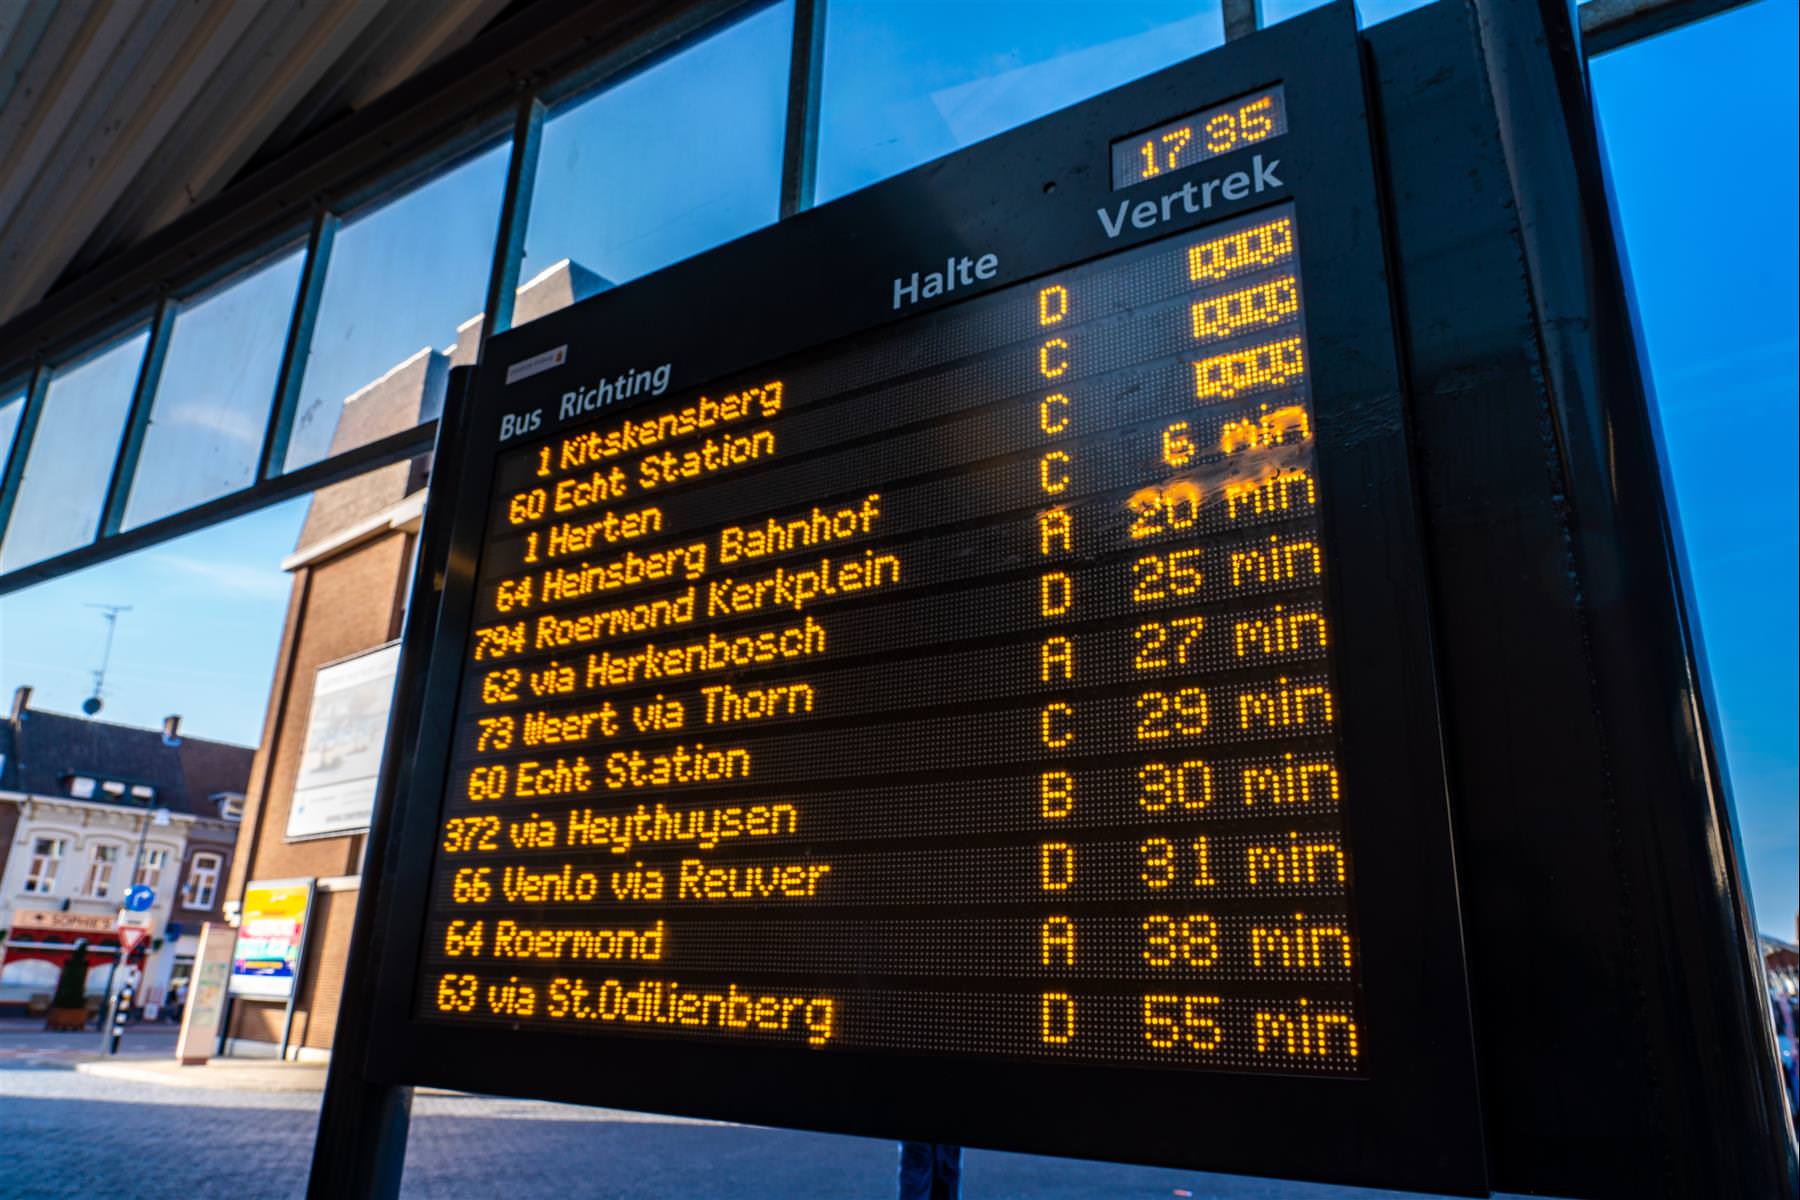 17 35
Bus Richting Halte Vertrek
1 Kitskensberg D
60 Echt Station C
1 Herten C
64 Heinsberg Bahnhof C 6 min
794 Roermond Kerkplein A 20 min
62 via Herkenbosch D 25 min
73 Weert via Thorn A 27 min
60 Echt Station C 29 min
372 via Heythuysen B 30 min
66 Venlo via Reuver D 31 min
64 Roermond A 38 min
63 via St.Odilienberg D 55 min
SOPHIE'S